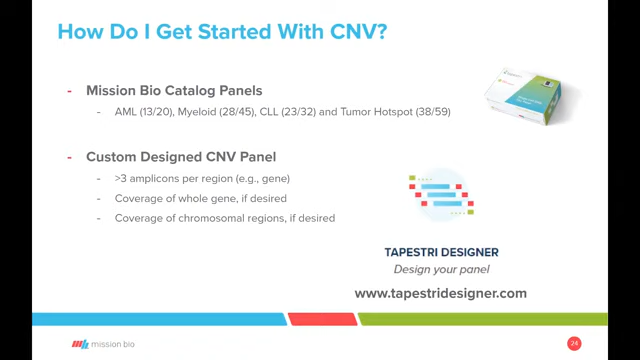 How Do I Get Started With CNV?
- Mission Bio Catalog Panels
- AML (13/20), Myeloid (28/45), CLL (23/32) and Tumor Hotspot (38/59)
- Custom Designed CNV Panel
- >3 amplicons per region (e.g., gene)
- Coverage of whole gene, if desired
- Coverage of chromosomal regions, if desired
TAPESTRI DESIGNER
Design your panel
www.tapestridesigner.com
mission bio
24